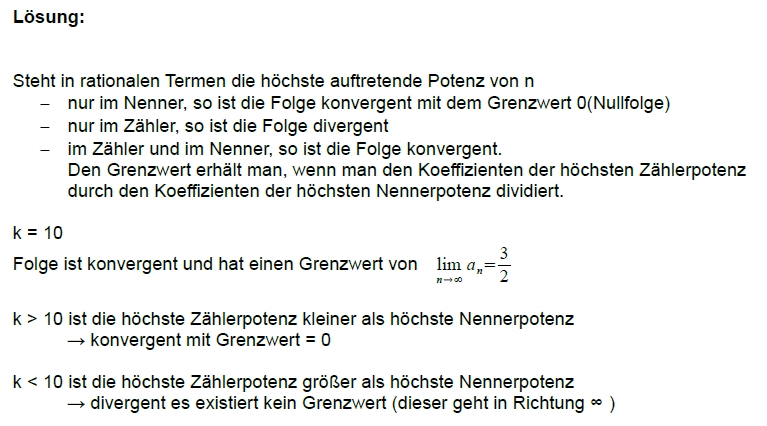 Lösung:
Steht in rationalen Termen die höchste auftretende Potenz von n
– nur im Nenner, so ist die Folge konvergent mit dem Grenzwert 0(Nullfolge)
– nur im Zähler, so ist die Folge divergent
– im Zähler und im Nenner, so ist die Folge konvergent.
Den Grenzwert erhält man, wenn man den Koeffizienten der höchsten Zählerpotenz
durch den Koeffizienten der höchsten Nennerpotenz dividiert.
k = 10
Folge ist konvergent und hat einen Grenzwert von lim n→∞ aₙ = 3/2
k > 10 ist die höchste Zählerpotenz kleiner als höchste Nennerpotenz
→ konvergent mit Grenzwert = 0
k < 10 ist die höchste Zählerpotenz größer als höchste Nennerpotenz
→ divergent es existiert kein Grenzwert (dieser geht in Richtung ∞ )